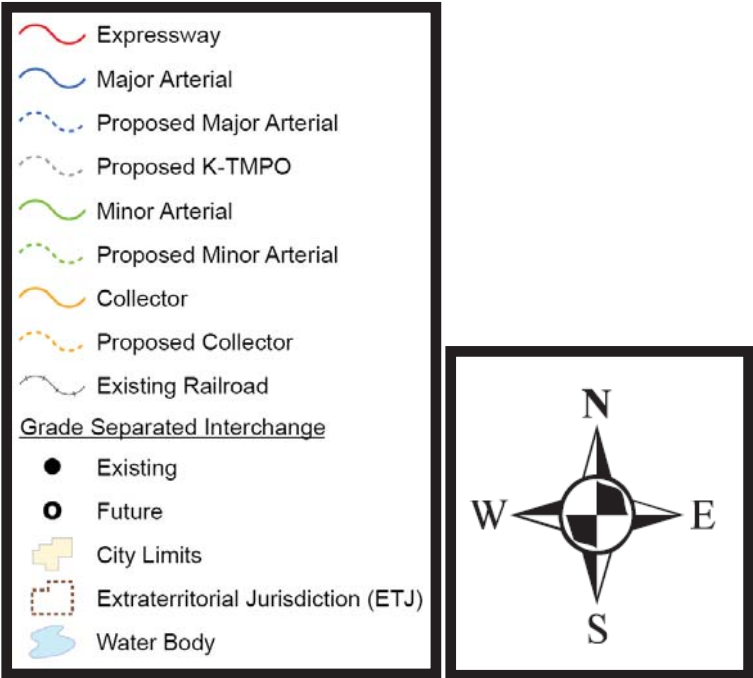 Expressway
Major Arterial
Proposed Major Arterial
Proposed K-TMPO
Minor Arterial
Proposed Minor Arterial
Collector
Proposed Collector
Existing Railroad
Grade Separated Interchange
Existing
Future
City Limits
Extraterritorial Jurisdiction (ETJ)
Water Body
N
W E
S